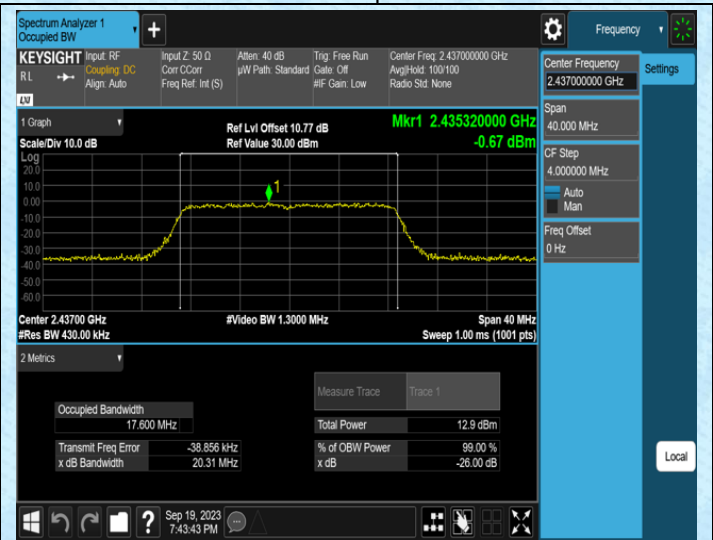 Spectrum Analyzer 1
Occupied BW
+
Frequency
KEYSIGHT
RL
LXI
Input: RF
Coupling: DC
Align: Auto
Input Z: 50 Ω
Corr CCorr
Freq Ref: Int (S)
Atten: 40 dB
µW Path: Standard
Trig: Free Run
Gate: Off
#IF Gain: Low
Center Freq: 2.437000000 GHz
Avg|Hold: 100/100
Radio Std: None
Center Frequency
2.437000000 GHz
Settings
Span
40.000 MHz
CF Step
4.000000 MHz
Auto
Man
Freq Offset
0 Hz
1 Graph
Scale/Div 10.0 dB
Ref Lvl Offset 10.77 dB
Ref Value 30.00 dBm
Mkr1 2.435320000 GHz
-0.67 dBm
Log
20.0
10.0
0.00
-10.0
-20.0
-30.0
-40.0
-50.0
-60.0
1
Center 2.43700 GHz
#Res BW 430.00 kHz
#Video BW 1.3000 MHz
Span 40 MHz
Sweep 1.00 ms (1001 pts)
2 Metrics
Measure Trace
Trace 1
Occupied Bandwidth
17.600 MHz
Total Power
12.9 dBm
Transmit Freq Error
-38.856 kHz
% of OBW Power
99.00 %
x dB Bandwidth
20.31 MHz
x dB
-26.00 dB
Local
?
Sep 19, 2023
7:43:43 PM